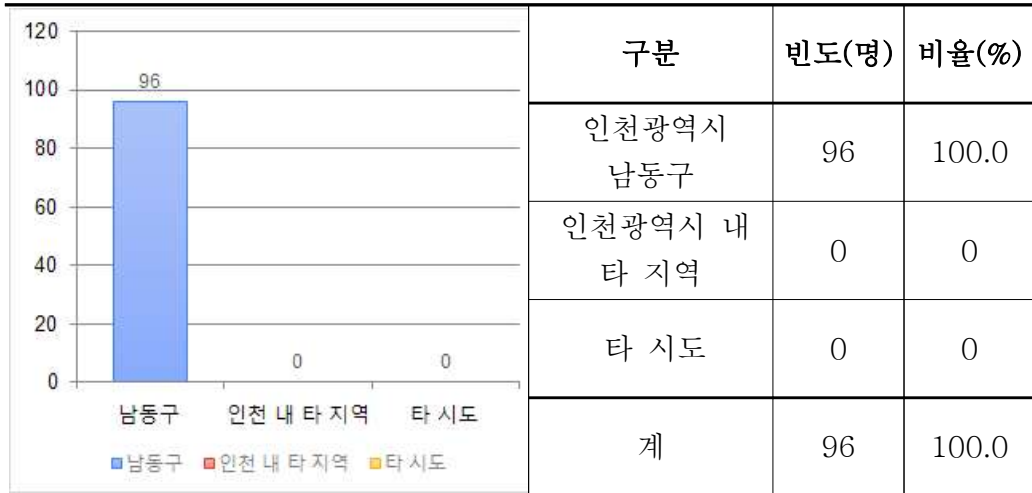 120
100
80
60
40
20
0
96
0
0
남동구 인천 내 타 지역 타 시도
남동구 인천 내 타 지역 타 시도
구분 빈도(명) 비율(%)
인천광역시
남동구 96 100.0
인천광역시 내
타 지역 0 0
타 시도 0 0
계 96 100.0